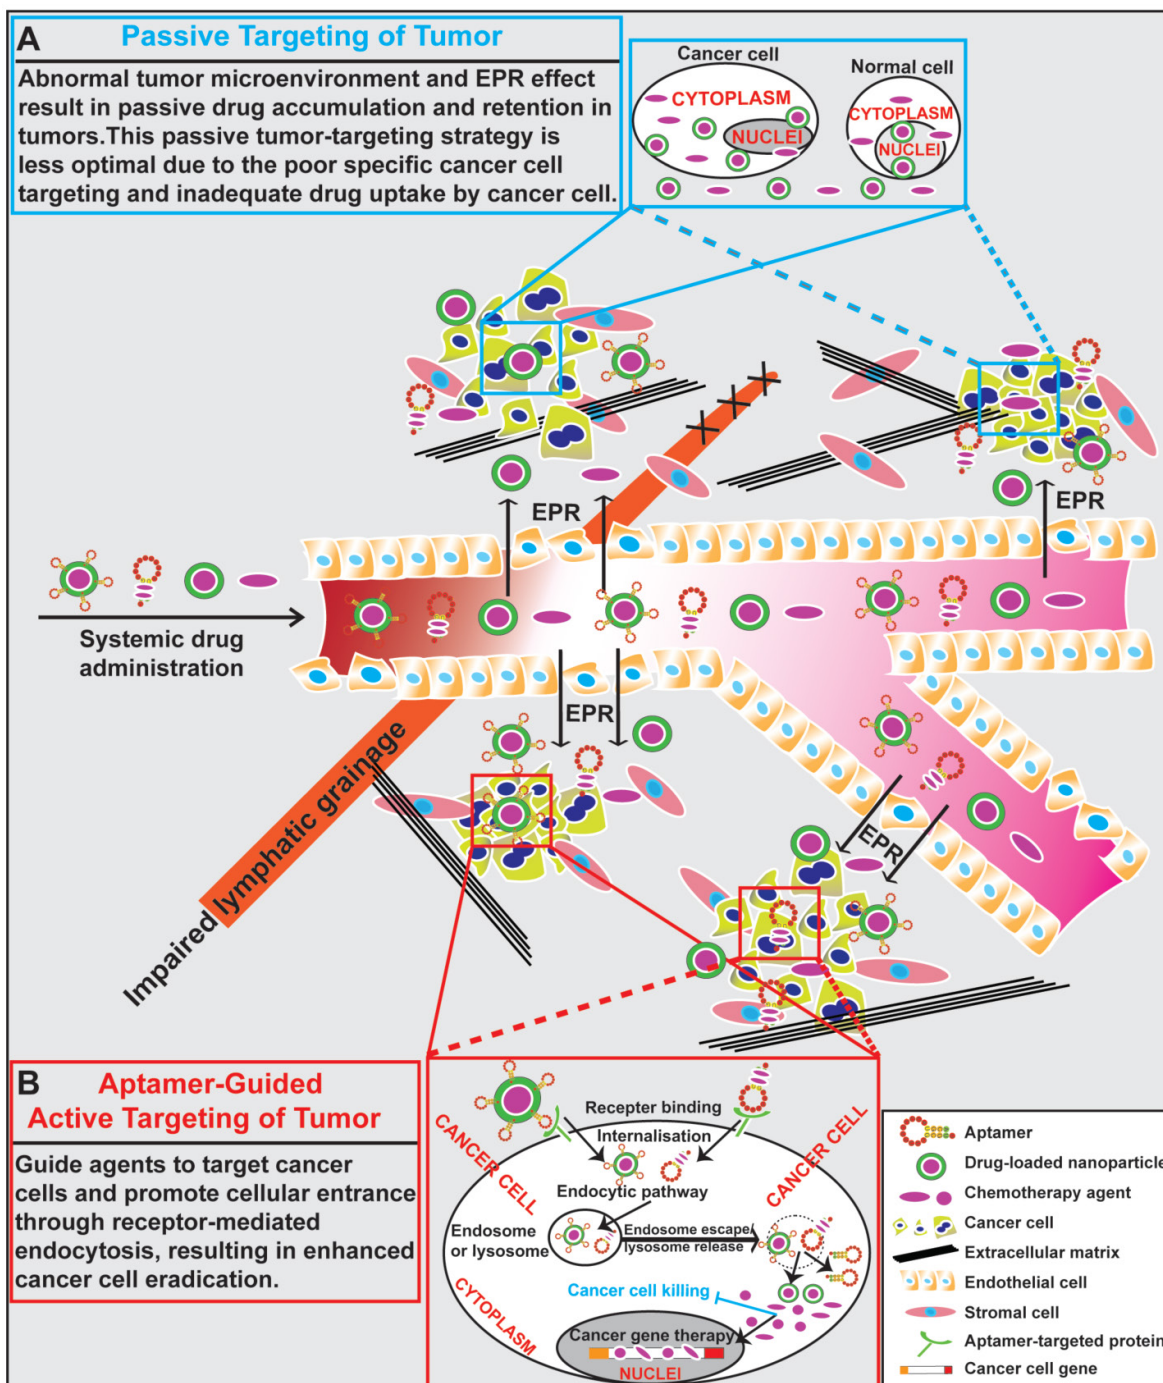 A
Passive Targeting of Tumor
Abnormal tumor microenvironment and EPR effect
result in passive drug accumulation and retention in
tumors.This passive tumor-targeting strategy is
less optimal due to the poor specific cancer cell
targeting and inadequate drug uptake by cancer cell.
Cancer cell
CYTOPLASM
NUCLEI
Normal cell
CYTOPLASM
NUCLEI
EPR
EPR
Systemic drug
administration
EPR
EPR
Impaired lymphatic grainage
B
Aptamer-Guided
Active Targeting of Tumor
Guide agents to target cancer
cells and promote cellular entrance
through receptor-mediated
endocytosis, resulting in enhanced
cancer cell eradication.
Recepter binding
CANCER CELL
CANCER CELL
Internalisation
Endocytic pathway
Endosome
or lysosome
Endosome escape/
lysosome release
Cancer cell killing
CYTOPLASM
Cancer gene therapy
NUCLEI
Aptamer
Drug-loaded nanoparticle
Chemotherapy agent
Cancer cell
Extracellular matrix
Endothelial cell
Stromal cell
Aptamer-targeted protein
Cancer cell gene